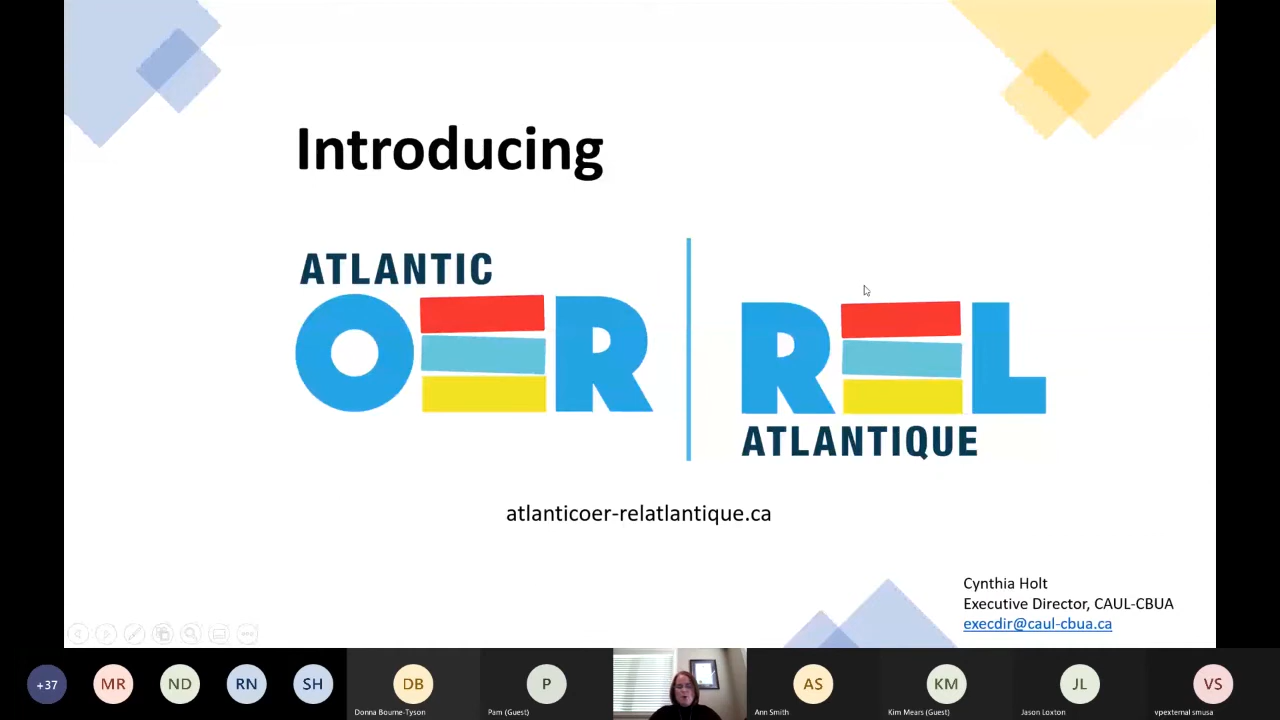 Introducing
ATLANTIC
OER
REL
ATLANTIQUE
atlanticoer-relatlantique.ca
Cynthia Holt
Executive Director, CAUL-CBUA
execdir@caul-cbua.ca
+37
MR
ND
RN
SH
DB
P
AS
KM
JL
VS
Donna Bourne-Tyson
Pam (Guest)
Ann Smith
Kim Mears (Guest)
Jason Loxton
vpexternal smusa